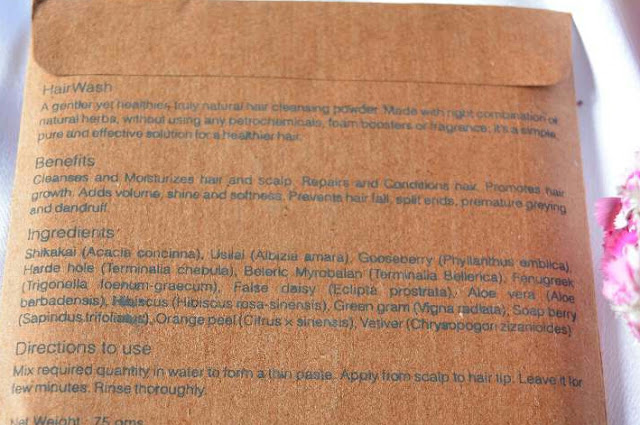 HairWash
A gentler yet healthier, truly natural hair cleansing powder. Made with right combination of
natural herbs, without using any petrochemicals, foam boosters or fragrance, it's a simple,
pure and effective solution for a healthier hair.
Benefits
Cleanses and Moisturizes hair and scalp. Repairs and Conditions hair. Promotes hair
growth. Adds volume, shine and softness. Prevents hair fall, split ends, premature greying
and dandruff.
Ingredients
Shikakai (Acacia concinna), Usilai (Albizia amara), Gooseberry (Phyllanthus emblica),
Harde hole (Terminalia chebula), Beleric Myrobalan (Terminalia Bellerica), Fenugreek
(Trigonella foenum-graecum), False daisy (Eclipta prostrata), Aloe vera (Aloe
berbadensis), Hibiscus (Hibiscus rosa-sinensis), Green gram (Vigna radiata), Soap berry
(Sapindus trifoliatus), Orange peel (Citrus × sinensis), Vetiver (Chrysopogon zizanioides)
Directions to use
Mix required quantity in water to form a thin paste. Apply from scalp to hair tip. Leave it for
few minutes. Rinse thoroughly.
Net Weight : 75 gms